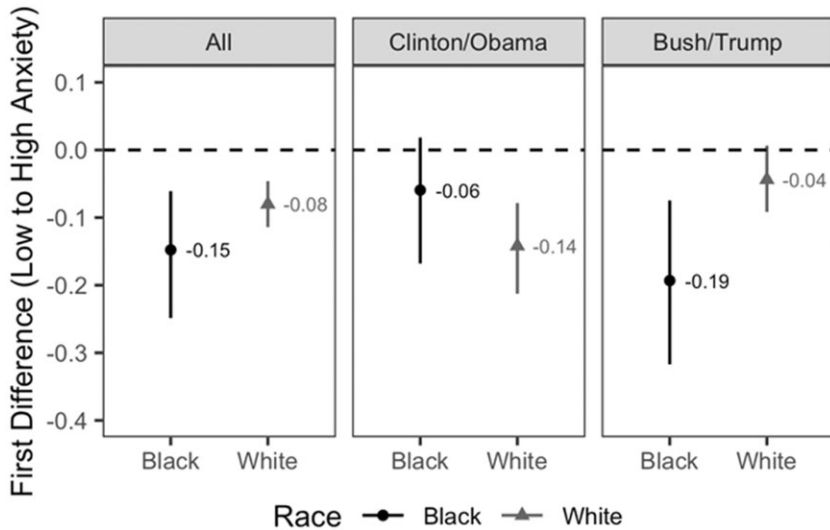 First Difference (Low to High Anxiety)
All
Clinton/Obama
Bush/Trump
0.1
0.0
-0.1
-0.2
-0.3
-0.4
-0.15
-0.08
-0.06
-0.14
-0.19
-0.04
Black White
Black White
Black White
Race Black White